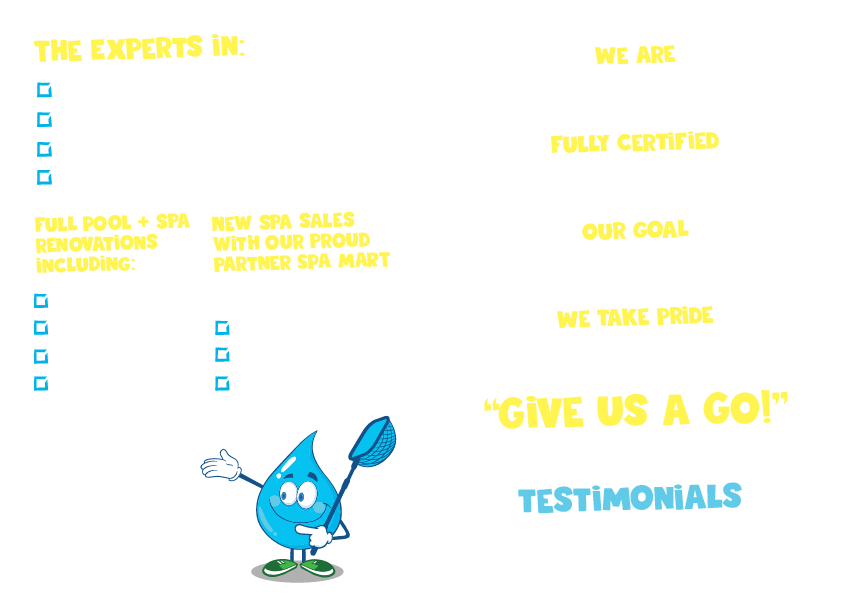 THE EXPERTS iN:
FULL POOL + SPA
RENOVATiONS
iNCLUDiNG:
NEW SPA SALES
WiTH OUR PROUD
PARTNER SPA MART
WE ARE
FULLY CERTiFiED
OUR GOAL
WE TAKE PRiDE
“GiVE US A GO!”
TESTiMONiALS